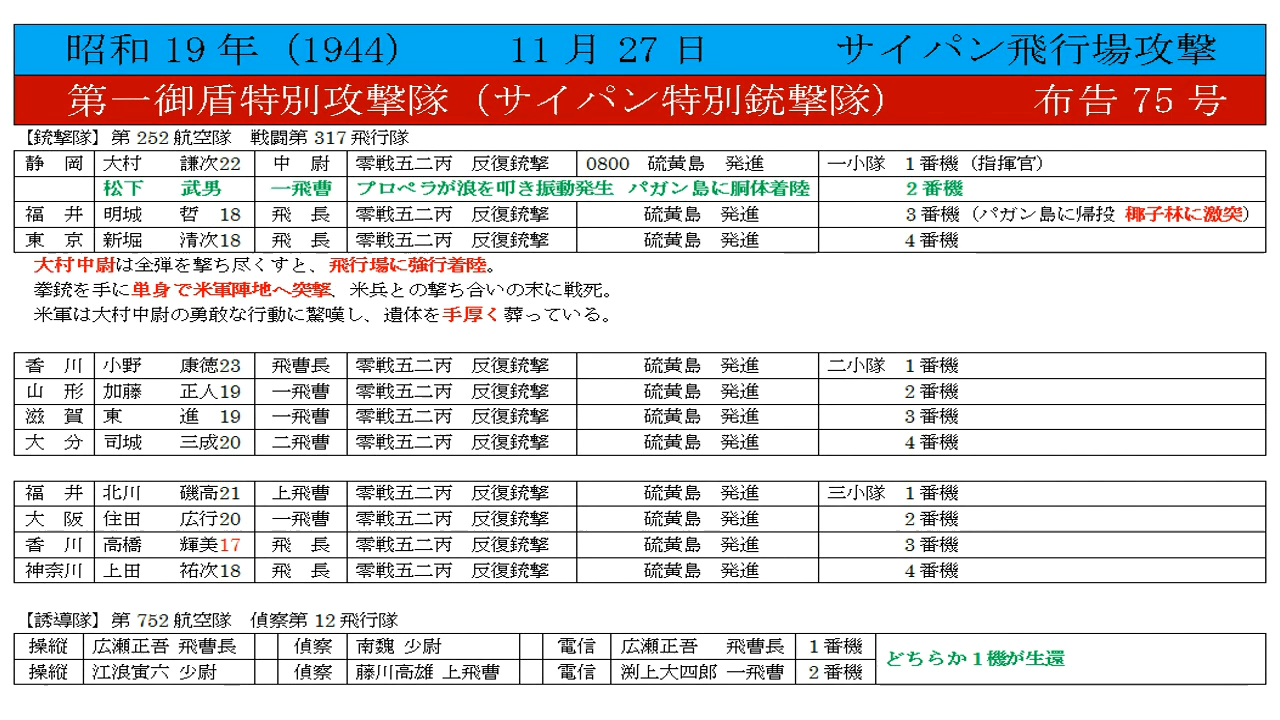 昭和 19 年（1944） 11 月 27 日 サイパン飛行場攻撃
第一御盾特別攻撃隊（サイパン特別銃撃隊） 布告 75 号
【銃撃隊】第 252 航空隊 戦闘第 317 飛行隊
静 岡 大村 謙次22 中 尉 零戦五二丙 反復銃撃 0800 硫黄島 発進 一小隊 1 番機（指揮官）
松下 武男 一飛曹 プロペラが浪を叩き振動発生 パガン島に胴体着陸 2 番機
福 井 明城 哲 18 飛 長 零戦五二丙 反復銃撃 硫黄島 発進 3 番機（パガン島に帰投 椰子林に激突）
東 京 新堀 清次18 飛 長 零戦五二丙 反復銃撃 硫黄島 発進 4 番機
大村中尉は全弾を撃ち尽くすと、飛行場に強行着陸。
拳銃を手に単身で米軍陣地へ突撃、米兵との撃ち合いの末に戦死。
米軍は大村中尉の勇敢な行動に驚嘆し、遺体を手厚く葬っている。
香 川 小野 康徳23 飛曹長 零戦五二丙 反復銃撃 硫黄島 発進 二小隊 1 番機
山 形 加藤 正人19 一飛曹 零戦五二丙 反復銃撃 硫黄島 発進 2 番機
滋 賀 東 進 19 一飛曹 零戦五二丙 反復銃撃 硫黄島 発進 3 番機
大 分 司城 三成20 二飛曹 零戦五二丙 反復銃撃 硫黄島 発進 4 番機
福 井 北川 磯高21 上飛曹 零戦五二丙 反復銃撃 硫黄島 発進 三小隊 1 番機
大 阪 住田 広行20 一飛曹 零戦五二丙 反復銃撃 硫黄島 発進 2 番機
香 川 高橋 輝美17 飛 長 零戦五二丙 反復銃撃 硫黄島 発進 3 番機
神奈川 上田 祐次18 飛 長 零戦五二丙 反復銃撃 硫黄島 発進 4 番機
【誘導隊】第 752 航空隊 偵察第 12 飛行隊
操縦 広瀬正吾 飛曹長 偵察 南魏 少尉 電信 広瀬正吾 飛曹長 1 番機 どちらか 1 機が生還
操縦 江浪寅六 少尉 偵察 藤川高雄 上飛曹 電信 渕上大四郎 一飛曹 2 番機